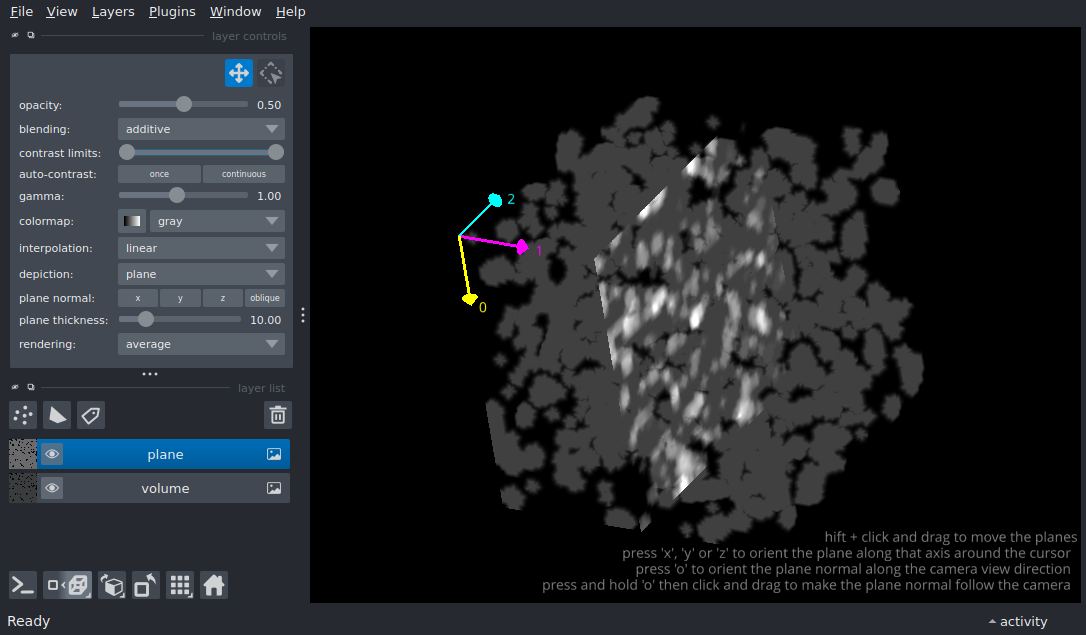 File View Layers Plugins Window Help
layer controls
opacity: 0.50
blending: additive
contrast limits:
auto-contrast: once continuous
gamma: 1.00
colormap: gray
interpolation: linear
depiction: plane
plane normal: x y z oblique
plane thickness: 10.00
rendering: average
layer list
plane
volume
2
1
0
hift + click and drag to move the planes
press 'x', 'y' or 'z' to orient the plane along that axis around the cursor
press 'o' to orient the plane normal along the camera view direction
press and hold 'o' then click and drag to make the plane normal follow the camera
Ready activity